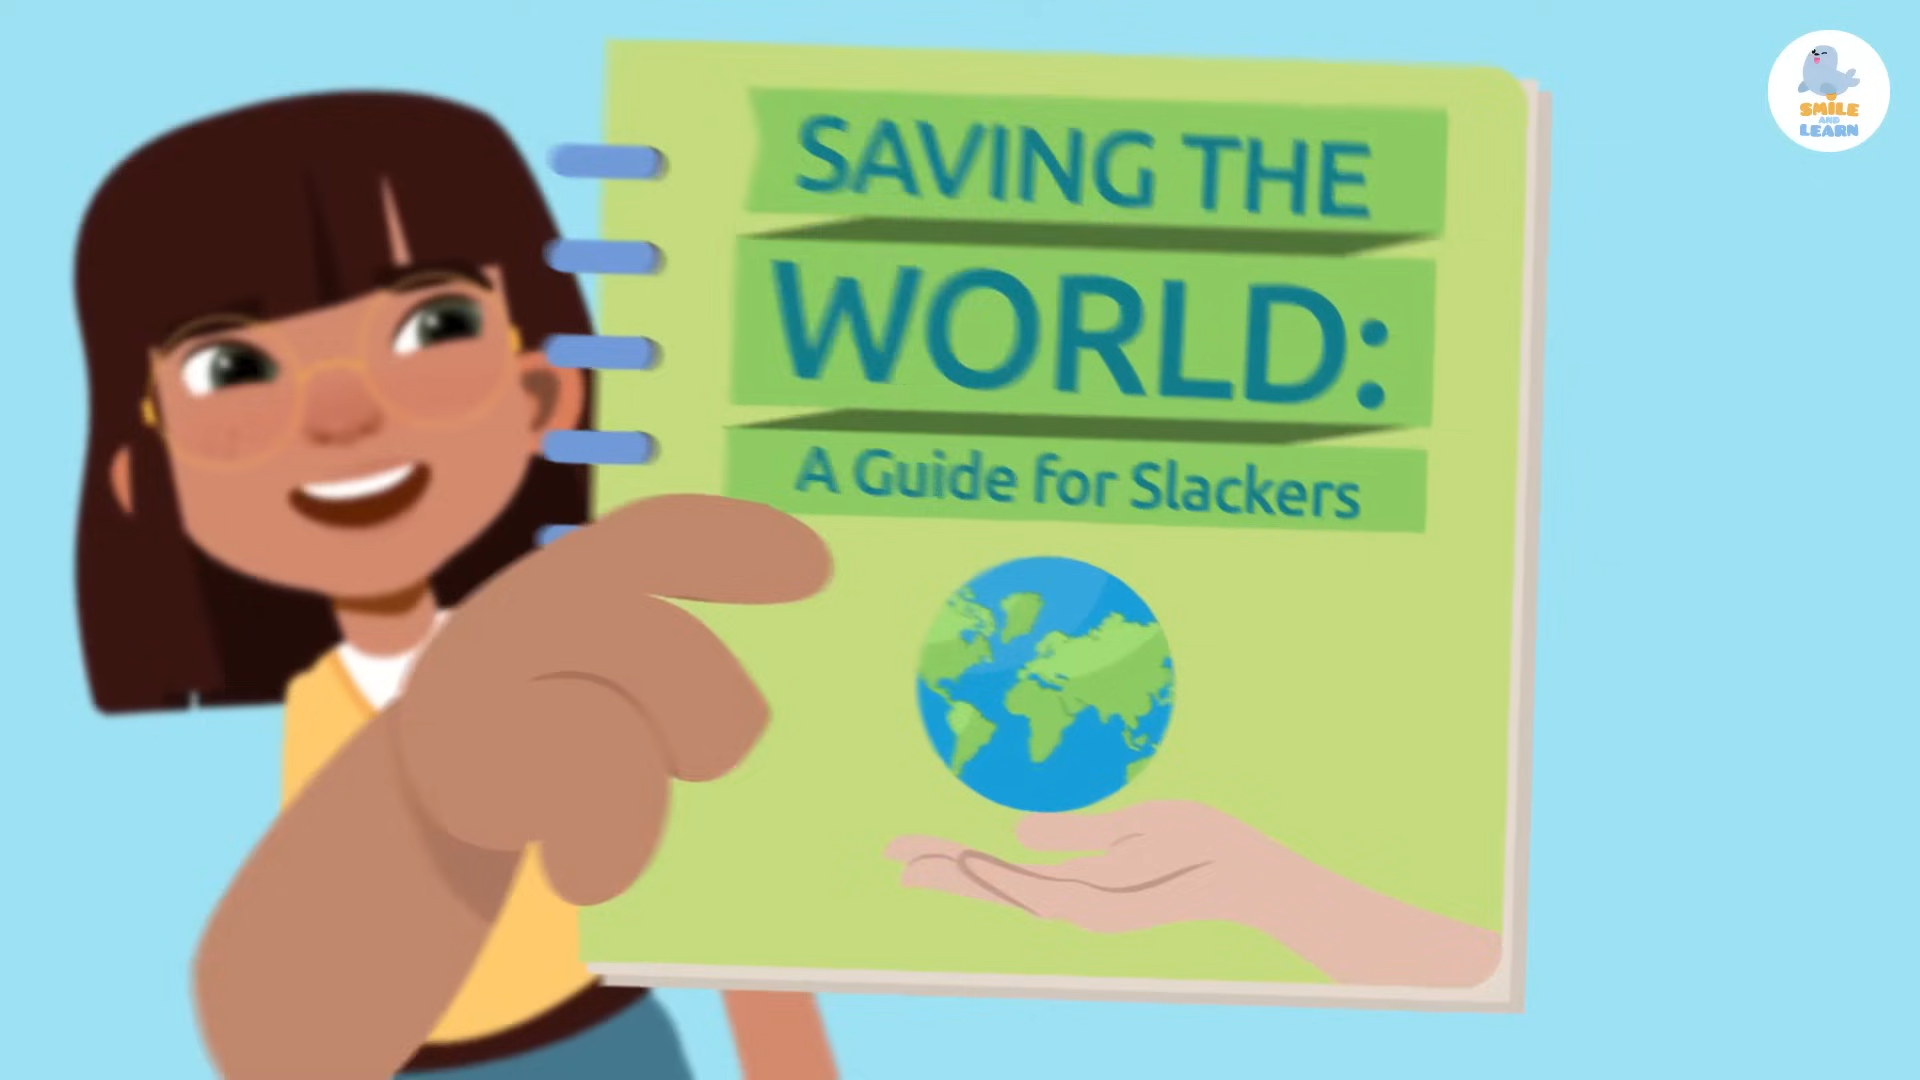 SAVING THE
WORLD:
A Guide for Slackers
SMILE
AND
LEARN